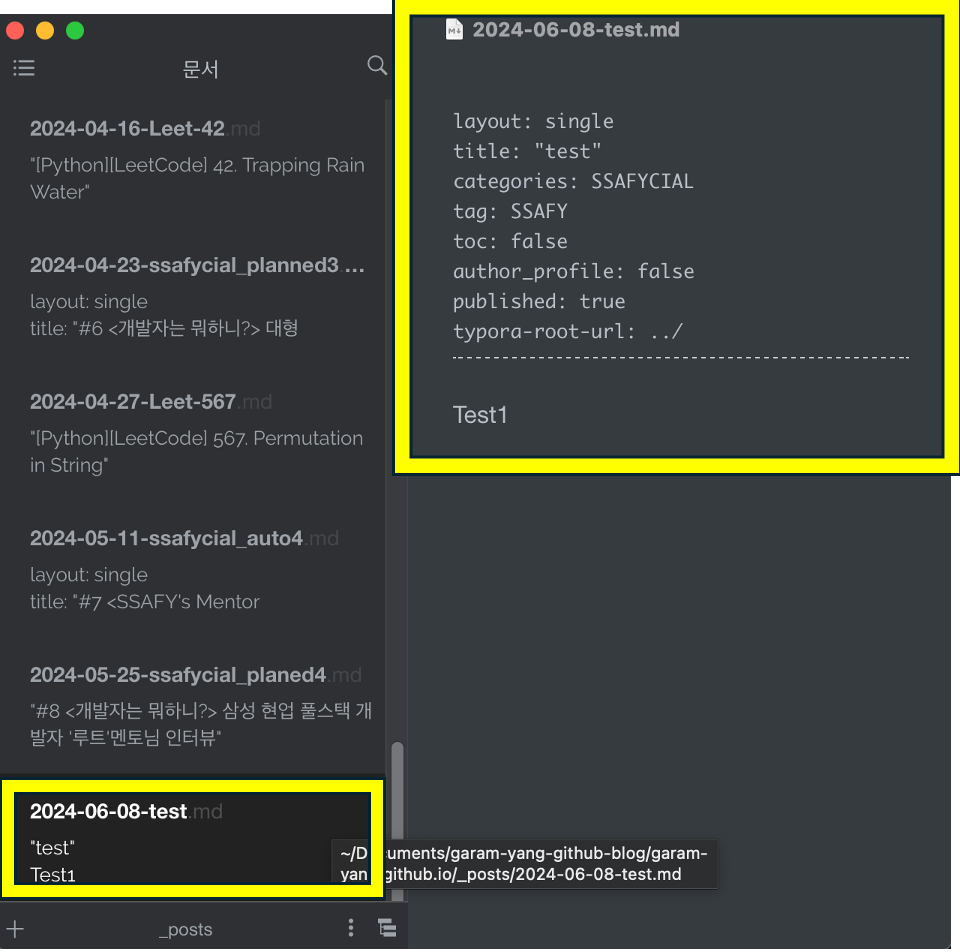 문서
2024-04-16-Leet-42.md
"[Python][LeetCode] 42. Trapping Rain
Water"
2024-04-23-ssafycial_planned3...
layout: single
title: "#6 <개발자는 뭐하니?> 대형
2024-04-27-Leet-567.md
"[Python][LeetCode] 567. Permutation
in String"
2024-05-11-ssafycial_auto4.md
layout: single
title: "#7 <SSAFY's Mentor
2024-05-25-ssafycial_planed4.md
"#8 <개발자는 뭐하니?> 삼성 현업 풀스택 개
발자 '루트'멘토님 인터뷰"
2024-06-08-test.md
"test"
Test1
_posts
2024-06-08-test.md
layout: single
title: "test"
categories: SSAFYCIAL
tag: SSAFY
toc: false
author_profile: false
published: true
typora-root-url: ../
Test1
~/D cuments/garam-yang-github-blog/garam-
yan github.io/_posts/2024-06-08-test.md